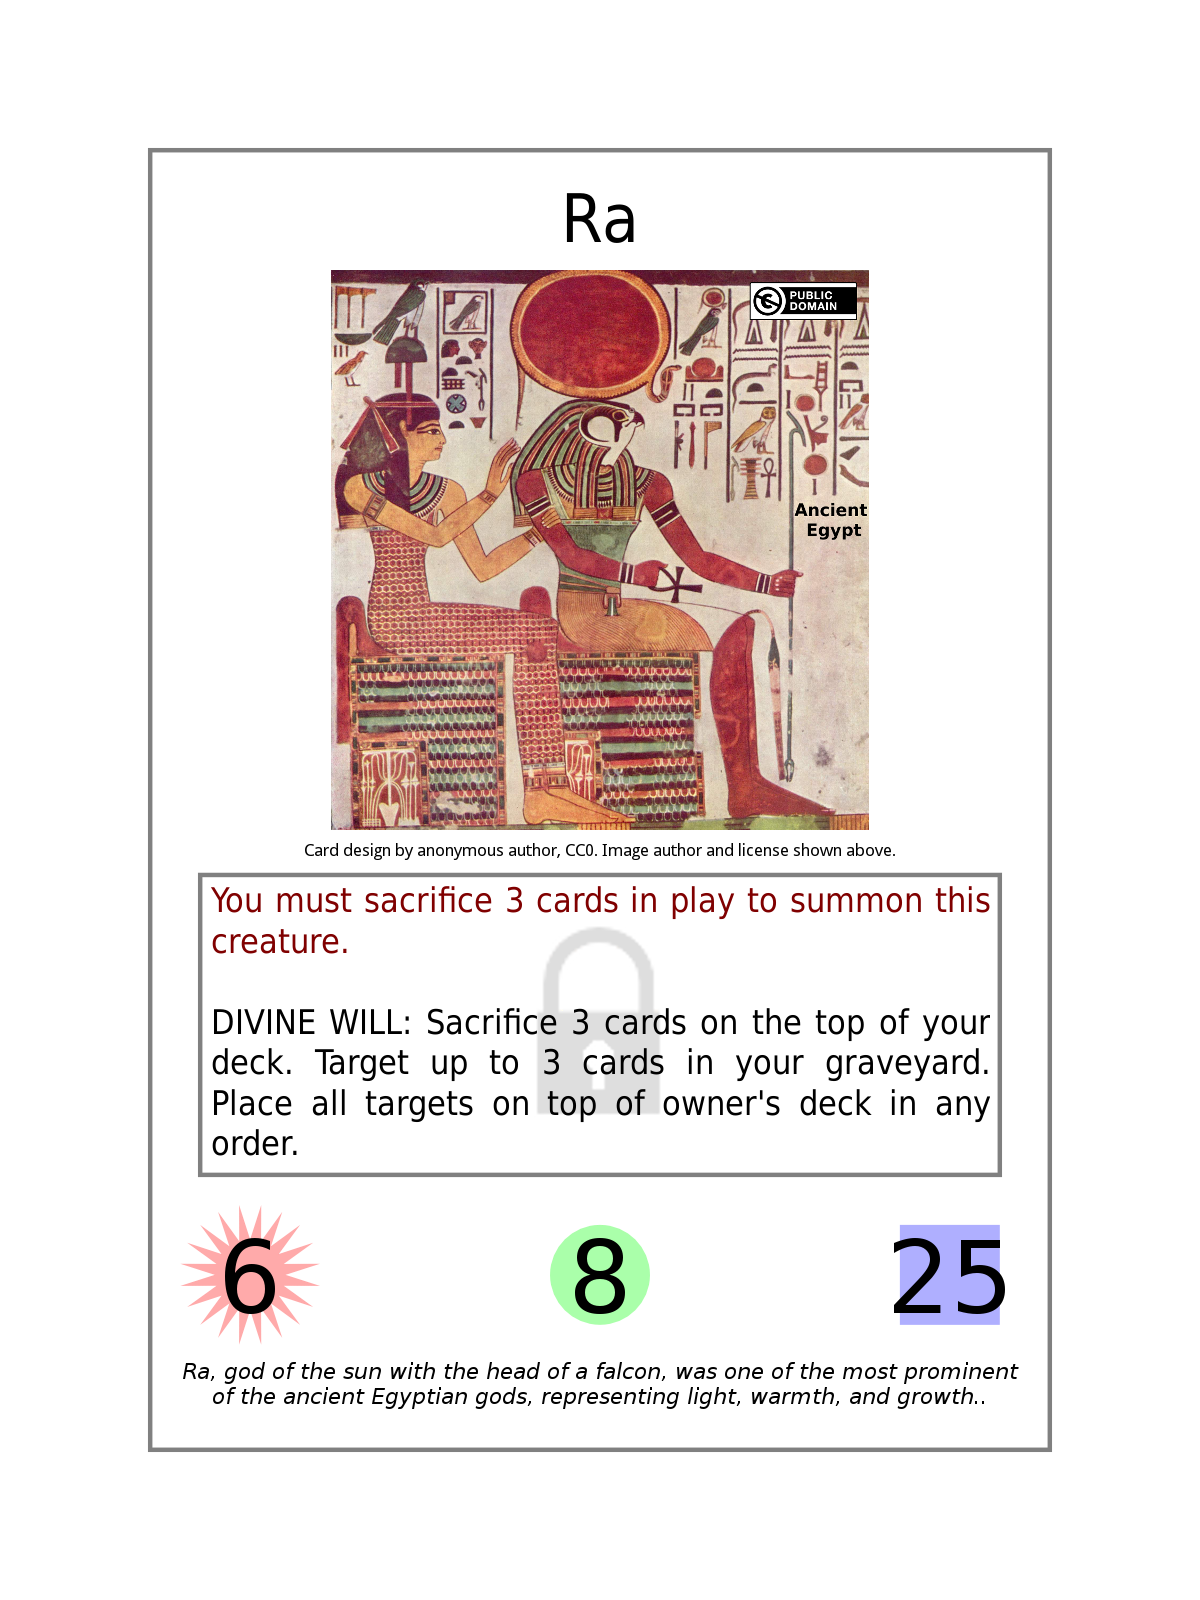 Ra
PUBLIC
DOMAIN
Ancient
Egypt
Card design by anonymous author, CC0. Image author and license shown above.
You must sacrifice 3 cards in play to summon this
creature.
DIVINE WILL: Sacrifice 3 cards on the top of your
deck. Target up to 3 cards in your graveyard.
Place all targets on top of owner's deck in any
order.
6
8
25
Ra, god of the sun with the head of a falcon, was one of the most prominent
of the ancient Egyptian gods, representing light, warmth, and growth..